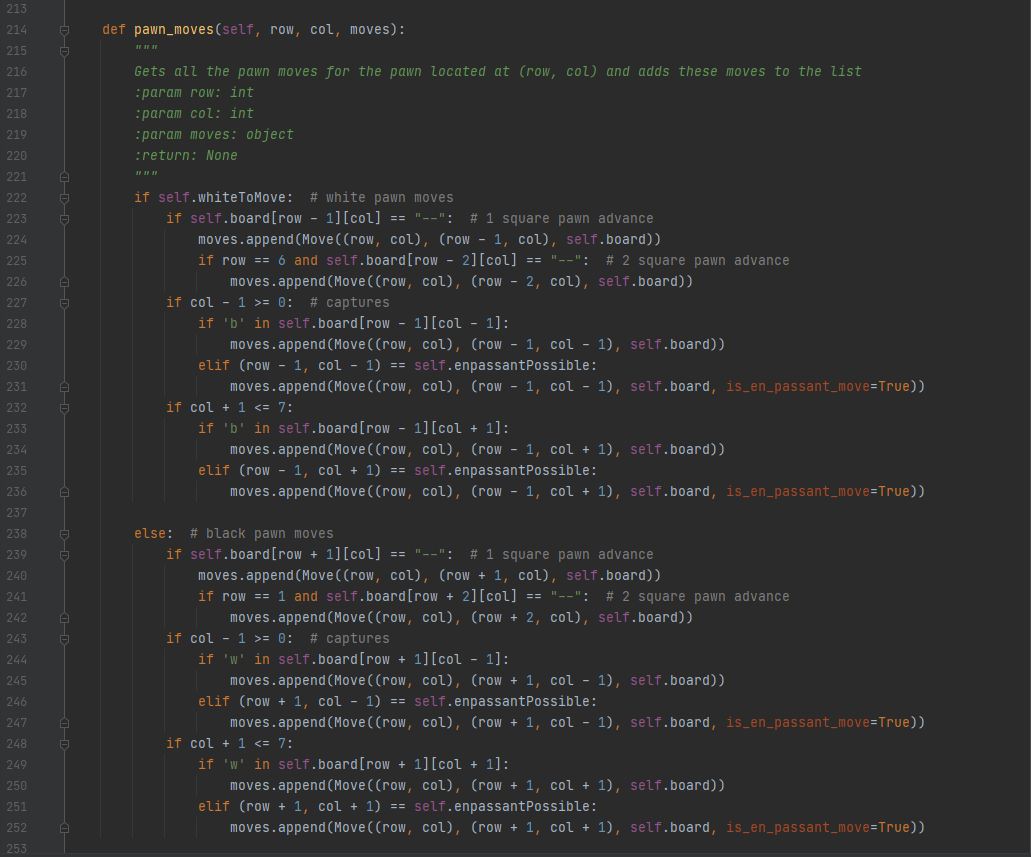 213
214 def pawn_moves(self, row, col, moves):
215 """
216 Gets all the pawn moves for the pawn located at (row, col) and adds these moves to the list
217 :param row: int
218 :param col: int
219 :param moves: object
220 :return: None
221 """
222 if self.whiteToMove:  # white pawn moves
223 if self.board[row - 1][col] == "--":  # 1 square pawn advance
224 moves.append(Move((row, col), (row - 1, col), self.board))
225 if row == 6 and self.board[row - 2][col] == "--":  # 2 square pawn advance
226 moves.append(Move((row, col), (row - 2, col), self.board))
227 if col - 1 >= 0:  # captures
228 if 'b' in self.board[row - 1][col - 1]:
229 moves.append(Move((row, col), (row - 1, col - 1), self.board))
230 elif (row - 1, col - 1) == self.enpassantPossible:
231 moves.append(Move((row, col), (row - 1, col - 1), self.board, is_en_passant_move=True))
232 if col + 1 <= 7:
233 if 'b' in self.board[row - 1][col + 1]:
234 moves.append(Move((row, col), (row - 1, col + 1), self.board))
235 elif (row - 1, col + 1) == self.enpassantPossible:
236 moves.append(Move((row, col), (row - 1, col + 1), self.board, is_en_passant_move=True))
237
238 else:  # black pawn moves
239 if self.board[row + 1][col] == "--":  # 1 square pawn advance
240 moves.append(Move((row, col), (row + 1, col), self.board))
241 if row == 1 and self.board[row + 2][col] == "--":  # 2 square pawn advance
242 moves.append(Move((row, col), (row + 2, col), self.board))
243 if col - 1 >= 0:  # captures
244 if 'w' in self.board[row + 1][col - 1]:
245 moves.append(Move((row, col), (row + 1, col - 1), self.board))
246 elif (row + 1, col - 1) == self.enpassantPossible:
247 moves.append(Move((row, col), (row + 1, col - 1), self.board, is_en_passant_move=True))
248 if col + 1 <= 7:
249 if 'w' in self.board[row + 1][col + 1]:
250 moves.append(Move((row, col), (row + 1, col + 1), self.board))
251 elif (row + 1, col + 1) == self.enpassantPossible:
252 moves.append(Move((row, col), (row + 1, col + 1), self.board, is_en_passant_move=True))
253